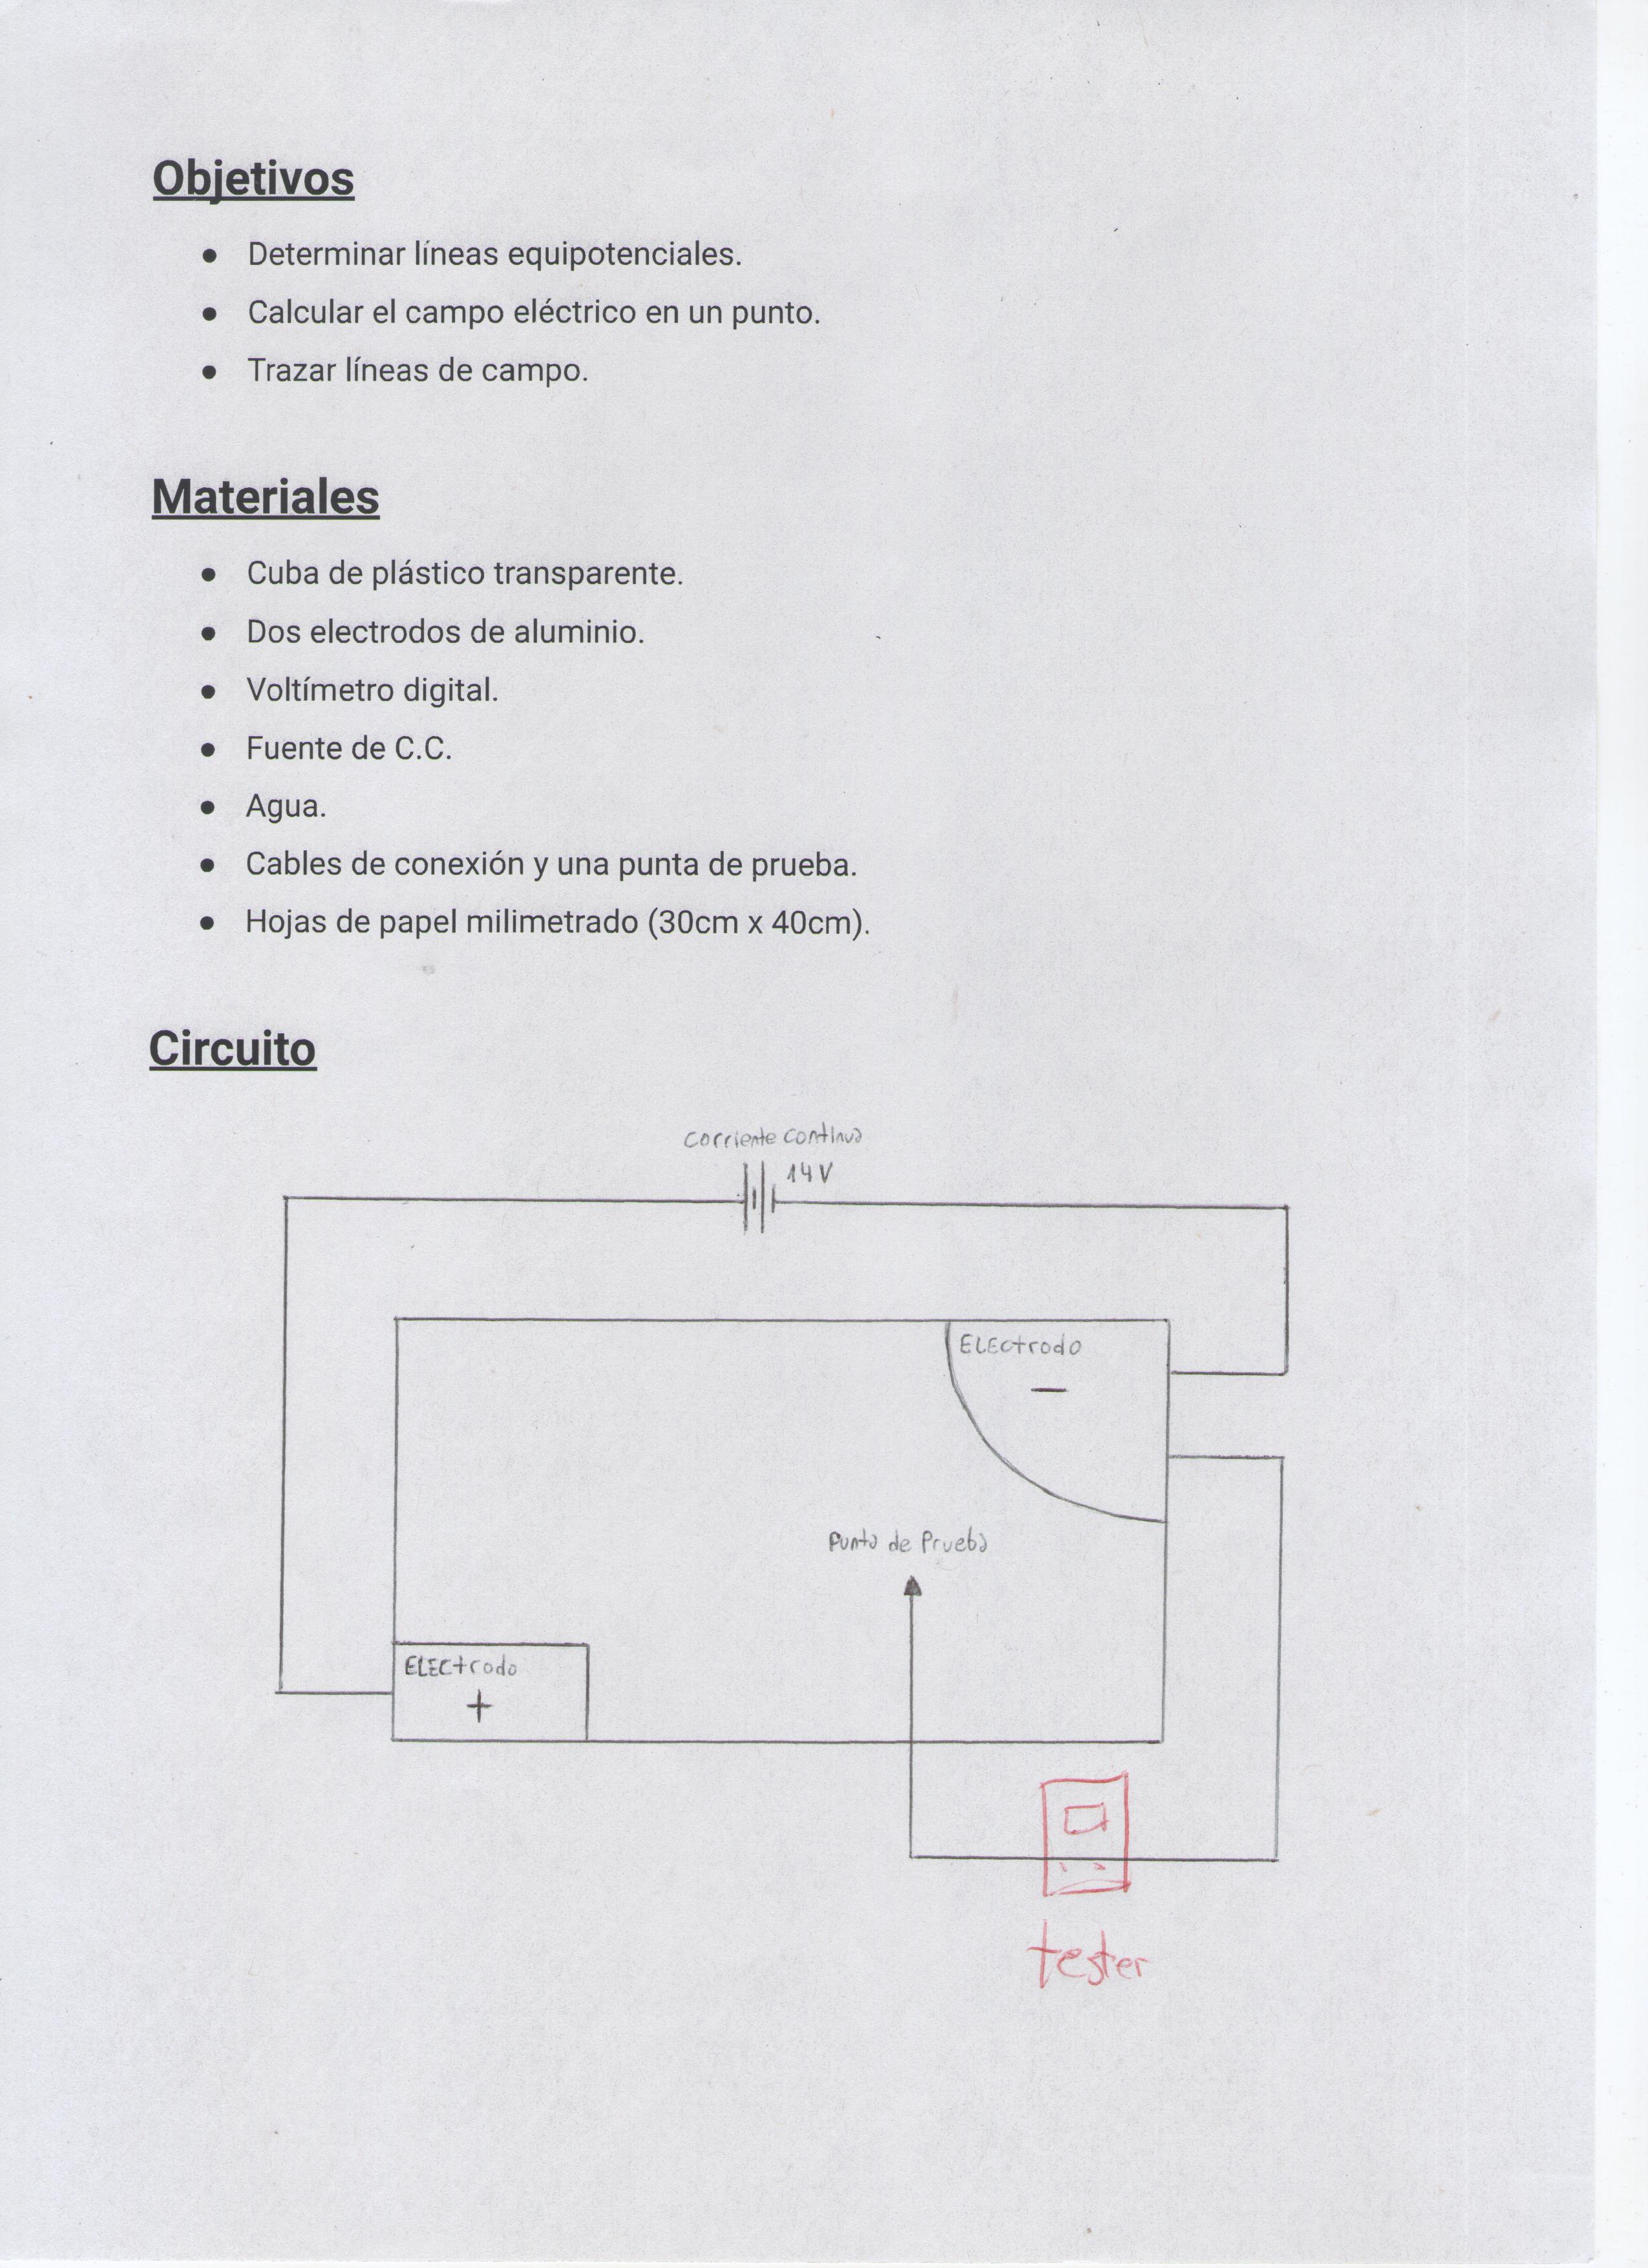 Objetivos
● Determinar líneas equipotenciales.
● Calcular el campo eléctrico en un punto.
● Trazar líneas de campo.
Materiales
● Cuba de plástico transparente.
● Dos electrodos de aluminio.
● Voltímetro digital.
● Fuente de C.C.
● Agua.
● Cables de conexión y una punta de prueba.
● Hojas de papel milimetrado (30cm x 40cm).
Circuito
corriente continua
14V
ELEctrodo
−
Punta de Prueba
ELECtrodo
+
tester